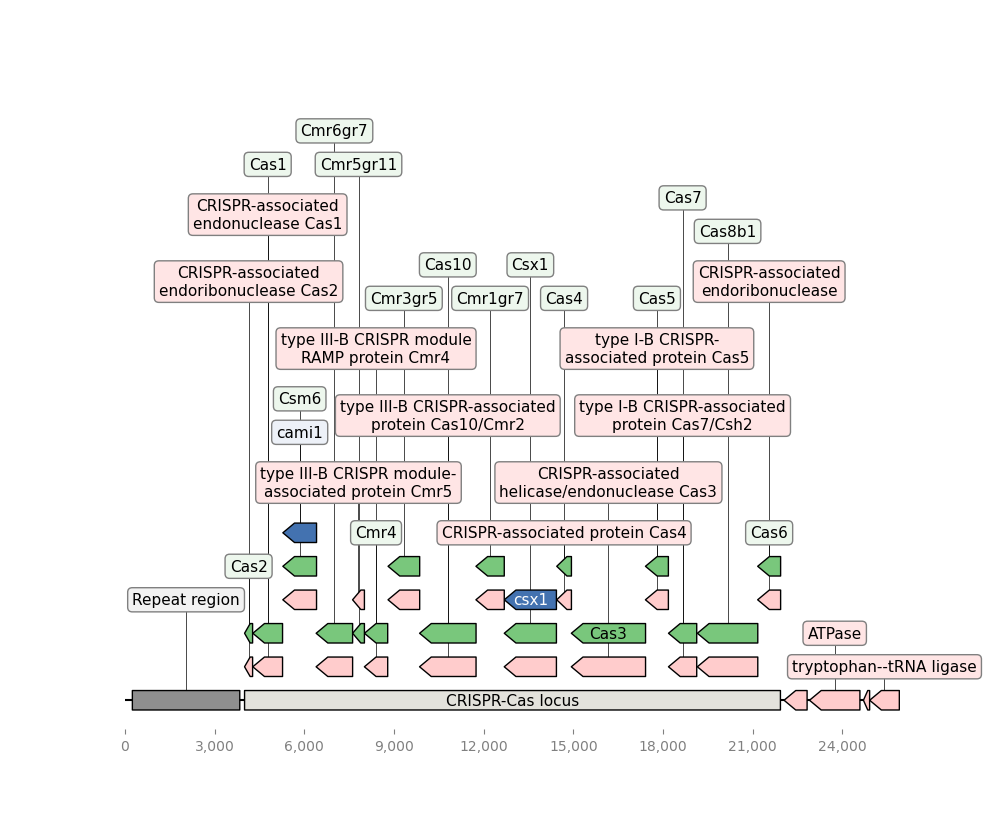 Cmr6gr7
Cas1
Cmr5gr11
CRISPR-associated
endonuclease Cas1
Cas7
Cas8b1
Cas10
Csx1
CRISPR-associated
endoribonuclease Cas2
CRISPR-associated
endoribonuclease
Cmr3gr5
Cmr1gr7
Cas4
Cas5
type III-B CRISPR module
RAMP protein Cmr4
type I-B CRISPR-
associated protein Cas5
Csm6
type III-B CRISPR-associated
protein Cas10/Cmr2
type I-B CRISPR-associated
protein Cas7/Csh2
cami1
type III-B CRISPR module-
associated protein Cmr5
CRISPR-associated
helicase/endonuclease Cas3
Cmr4
CRISPR-associated protein Cas4
Cas6
Cas2
Repeat region
csx1
Cas3
ATPase
tryptophan--tRNA ligase
CRISPR-Cas locus
0
3,000
6,000
9,000
12,000
15,000
18,000
21,000
24,000